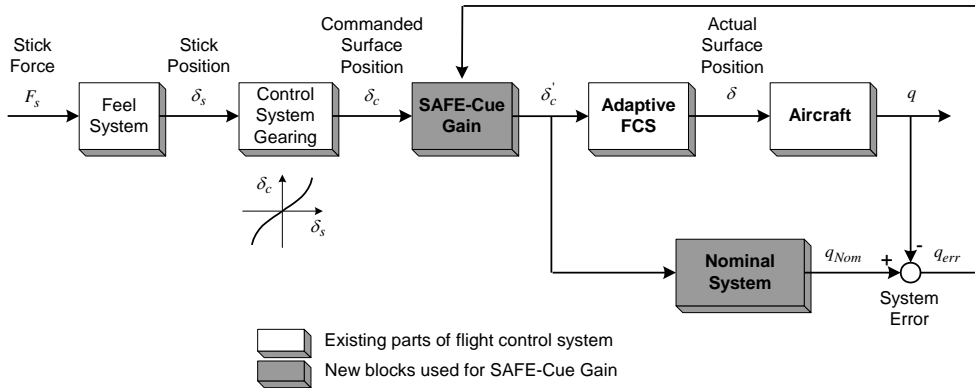 Stick
Force
F_s
Feel
System
Stick
Position
δ_s
Control
System
Gearing
Commanded
Surface
Position
δ_c
SAFE-Cue
Gain
δ_c'
Adaptive
FCS
Actual
Surface
Position
δ
Aircraft
q
δ_c
δ_s
Nominal
System
q_Nom
+
-
q_err
System
Error
Existing parts of flight control system
New blocks used for SAFE-Cue Gain